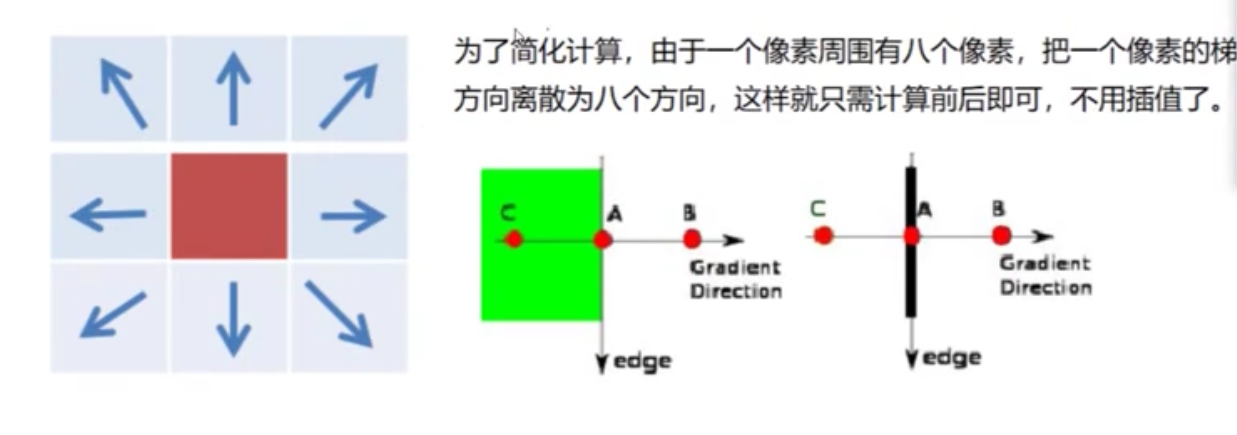 为了简化计算，由于一个像素周围有八个像素，把一个像素的梯
方向离散为八个方向，这样就只需计算前后即可，不用插值了。
C A B
Gradient
Direction
edge
C A B
Gradient
Direction
edge